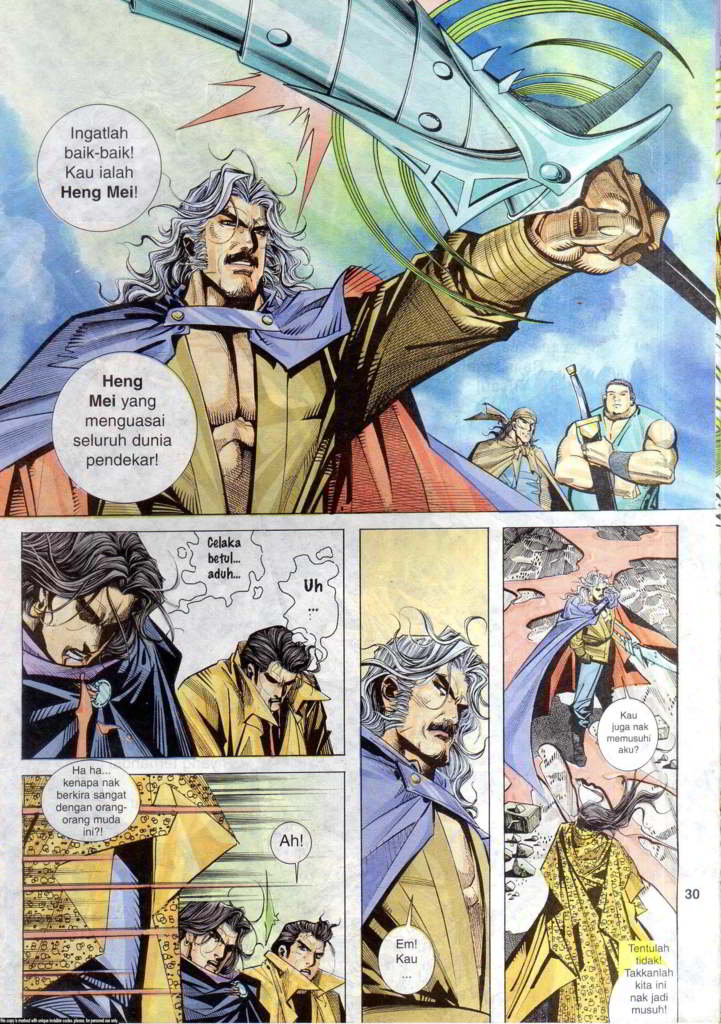 Ingatlah
baik-baik!
Kau ialah
Heng Mei!
Heng
Mei yang
menguasai
seluruh dunia
pendekar!
Celaka
betul...
aduh...
Uh
...
Ha ha...
kenapa nak
berkira sangat
dengan orang-
orang muda
ini?!
Ah!
Em!
Kau
...
Kau
juga nak
memusuhi
aku?
Tentulah
tidak!
Takkanlah
kita ini
nak jadi
musuh!
30